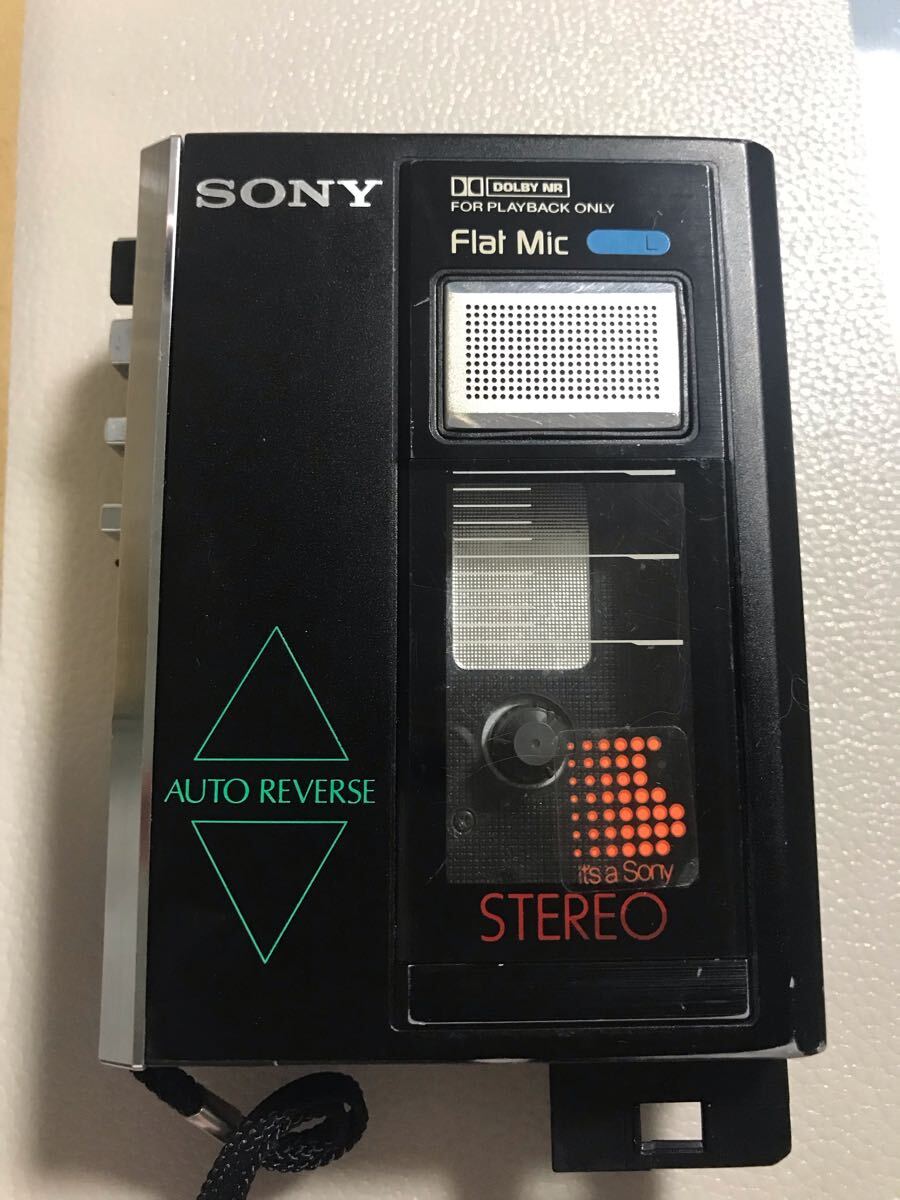 SONY
DOLBY NR
FOR PLAYBACK ONLY
Flat Mic L
AUTO REVERSE
it's a Sony
STEREO